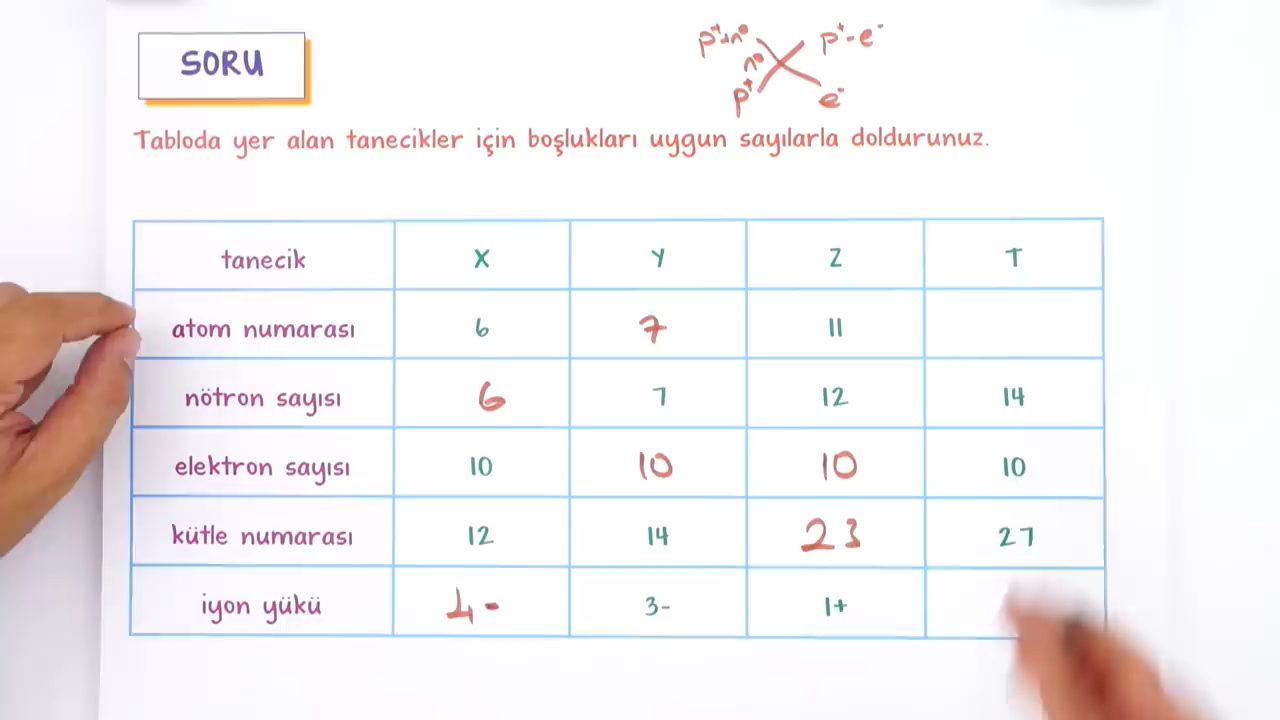 SORU
p⁺+n⁰ p⁺-e⁻
n⁰
p⁺ e⁻
Tabloda yer alan tanecikler için boşlukları uygun sayılarla doldurunuz.
tanecik X Y Z T
atom numarası 6 7 11
nötron sayısı 6 7 12 14
elektron sayısı 10 10 10 10
kütle numarası 12 14 23 27
iyon yükü 4- 3- 1+